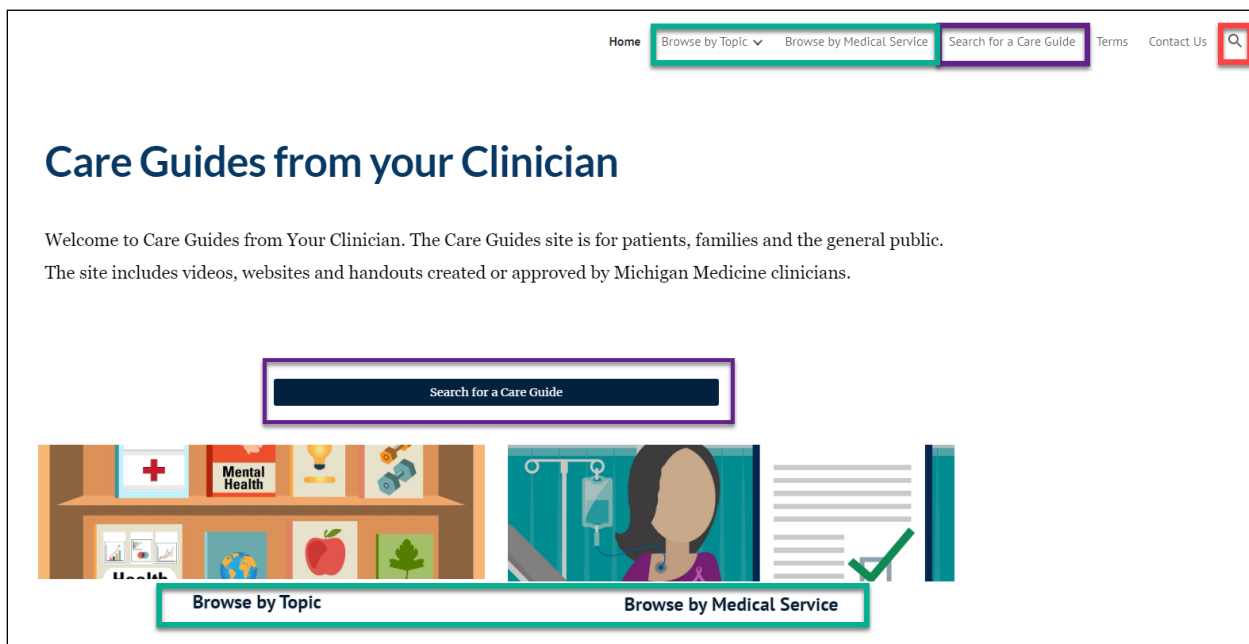 Home Browse by Topic Browse by Medical Service Search for a Care Guide Terms Contact Us
Care Guides from your Clinician
Welcome to Care Guides from Your Clinician. The Care Guides site is for patients, families and the general public.
The site includes videos, websites and handouts created or approved by Michigan Medicine clinicians.
Search for a Care Guide
Mental
Health
Health
Browse by Topic Browse by Medical Service